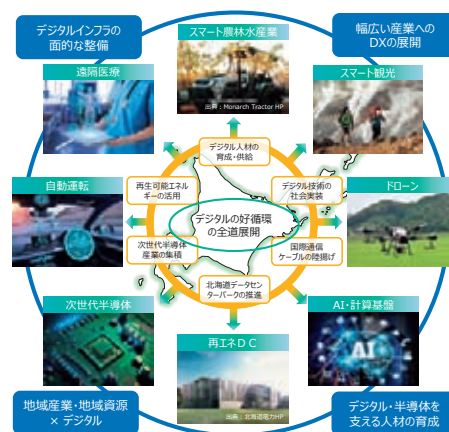 デジタルインフラの
面的な整備
スマート農林水産業
出典：Monarch Tractor HP
幅広い産業への
DXの展開
遠隔医療
スマート観光
デジタル人材の
育成・供給
再生可能エネル
ギーの活用
デジタル技術の
社会実装
自動運転
ドローン
デジタルの好循環
の全道展開
次世代半導体
産業の集積
国際通信
ケーブルの陸揚げ
北海道データセン
ターパークの推進
次世代半導体
再エネDC
出典：北海道電力HP
AI・計算基盤
AI
地域産業・地域資源
× デジタル
デジタル・半導体を
支える人材の育成